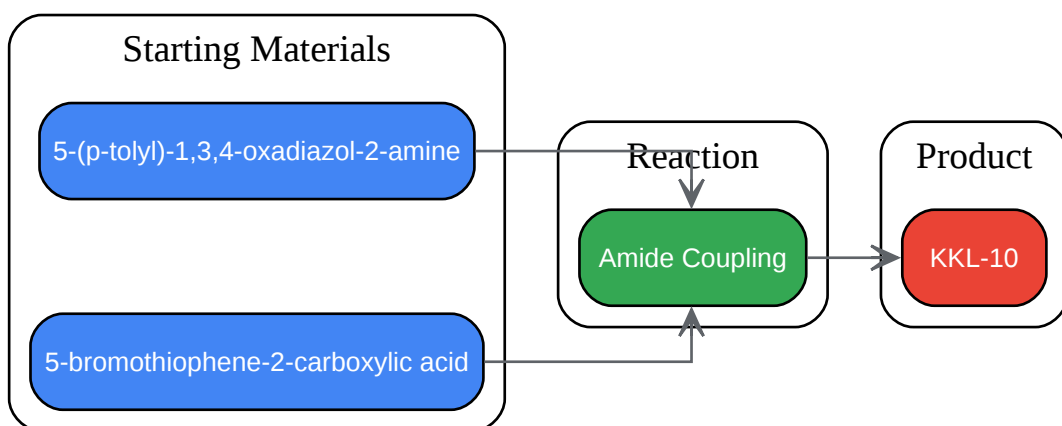 Starting Materials
5-(p-tolyl)-1,3,4-oxadiazol-2-amine
5-bromothiophene-2-carboxylic acid
Reaction
Amide Coupling
Product
KKL-10